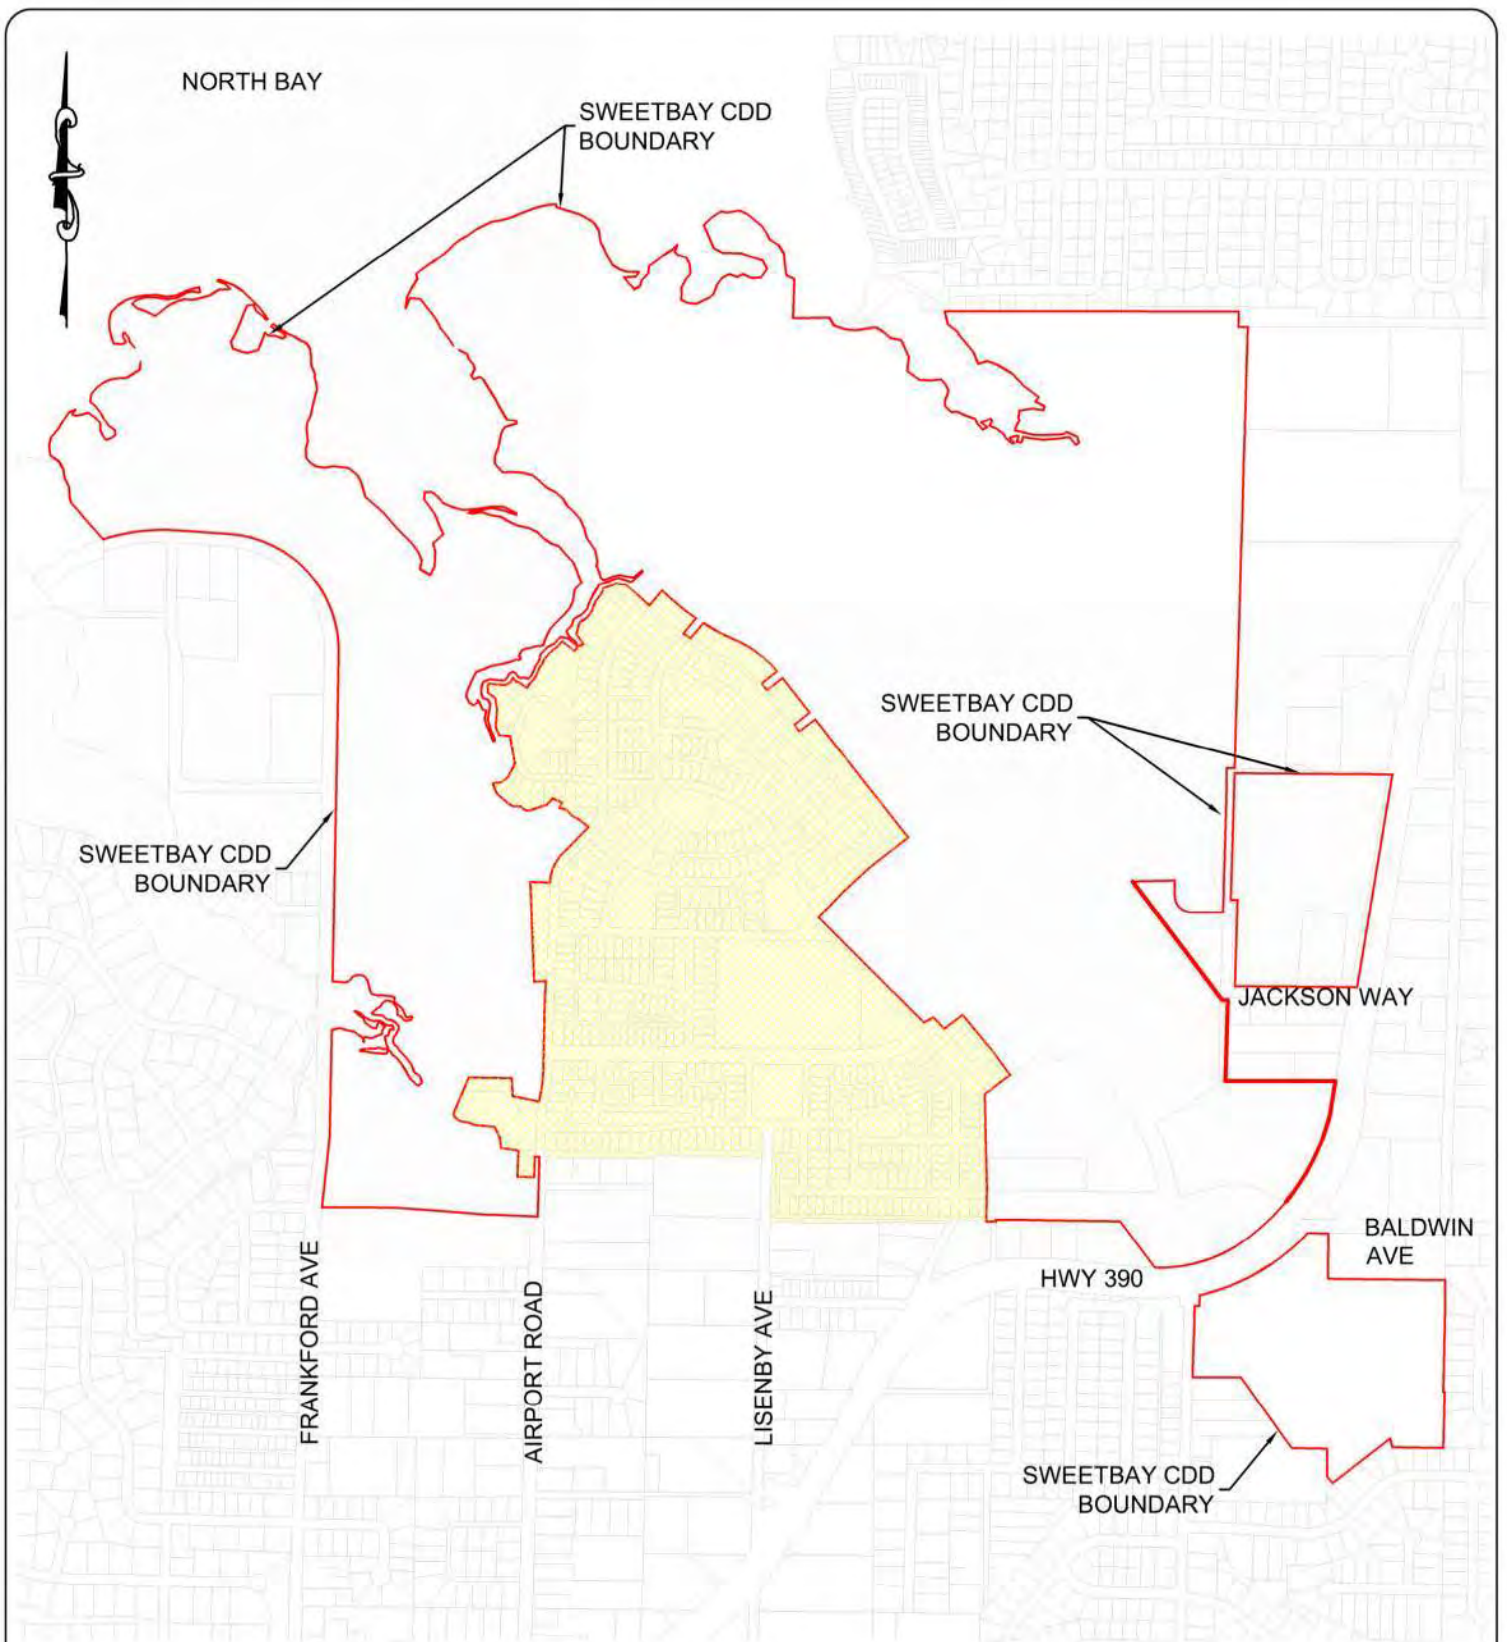 NORTH BAY
SWEETBAY CDD
BOUNDARY
SWEETBAY CDD
BOUNDARY
SWEETBAY CDD
BOUNDARY
JACKSON WAY
BALDWIN
AVE
HWY 390
FRANKFORD AVE
AIRPORT ROAD
LISENBY AVE
SWEETBAY CDD
BOUNDARY